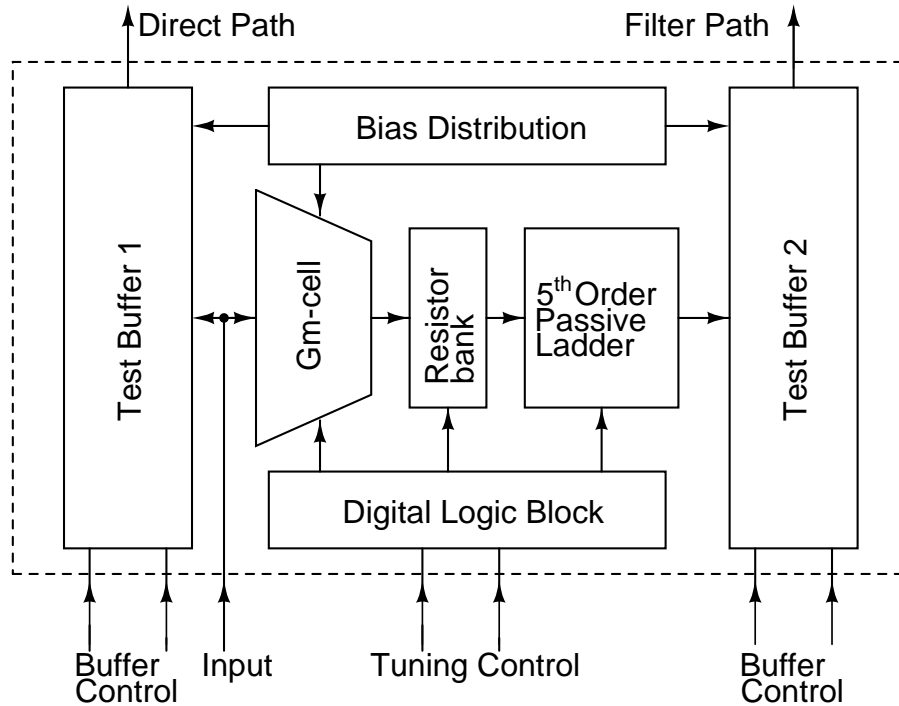 Direct Path
Filter Path
Bias Distribution
Test Buffer 1
Gm-cell
Resistor
bank
5th Order
Passive
Ladder
Test Buffer 2
Digital Logic Block
Buffer
Control
Input
Tuning Control
Buffer
Control